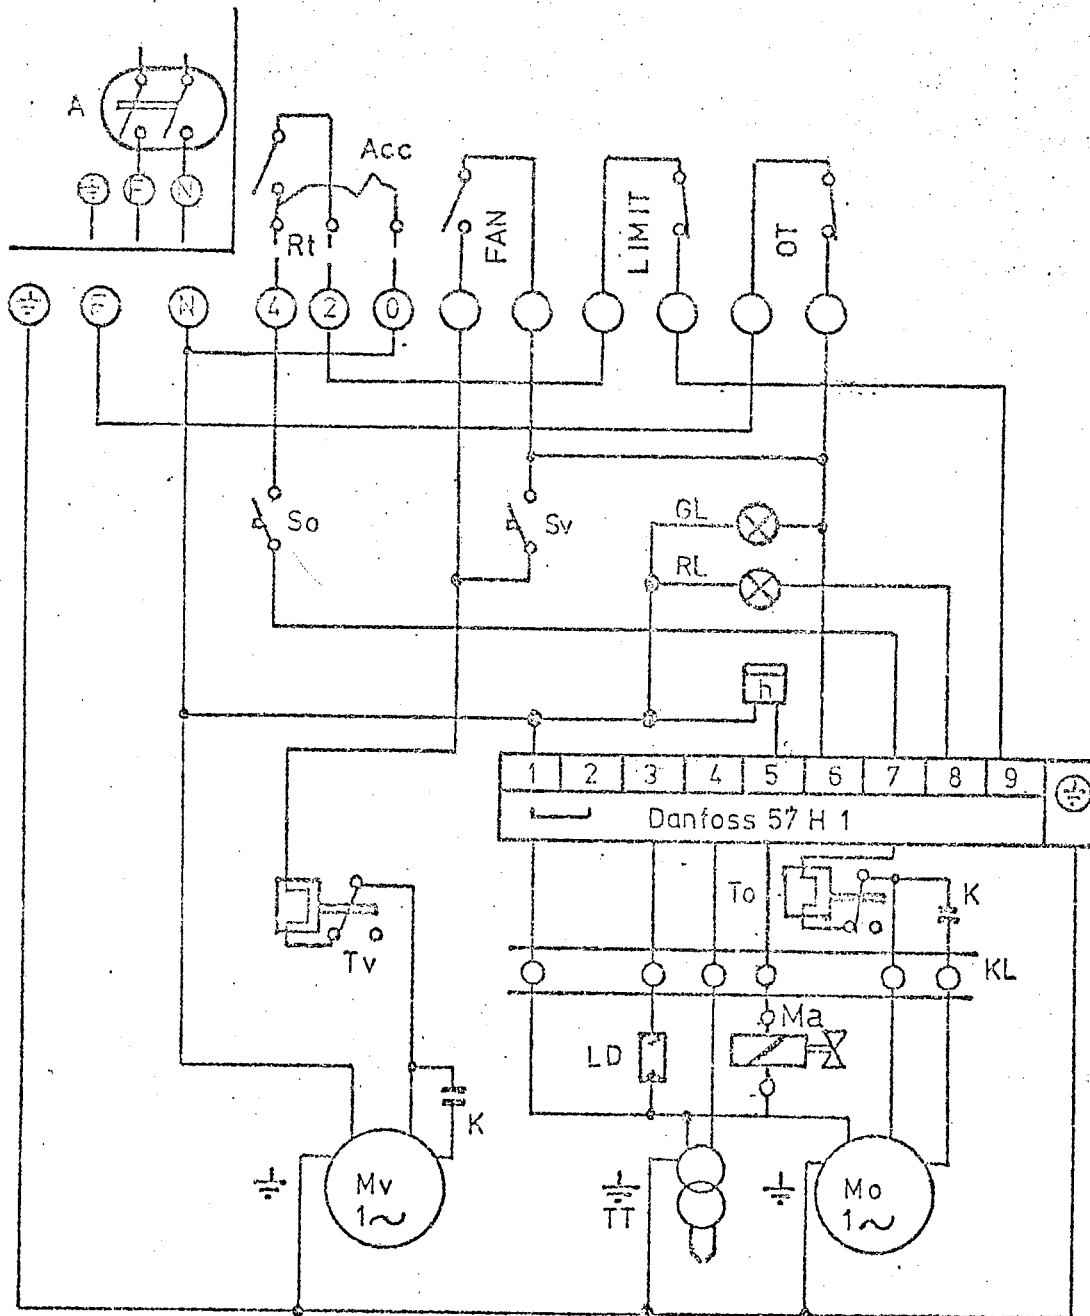 A
Acc
F N
Rt
FAN
LIMIT
OT
F N 4 2 0
So
Sv
GL
RL
h
1 2 3 4 5 6 7 8 9
Danfoss 57 H 1
To
K
Tv
KL
Ma
LD
K
Mv
1~
TT
Mo
1~